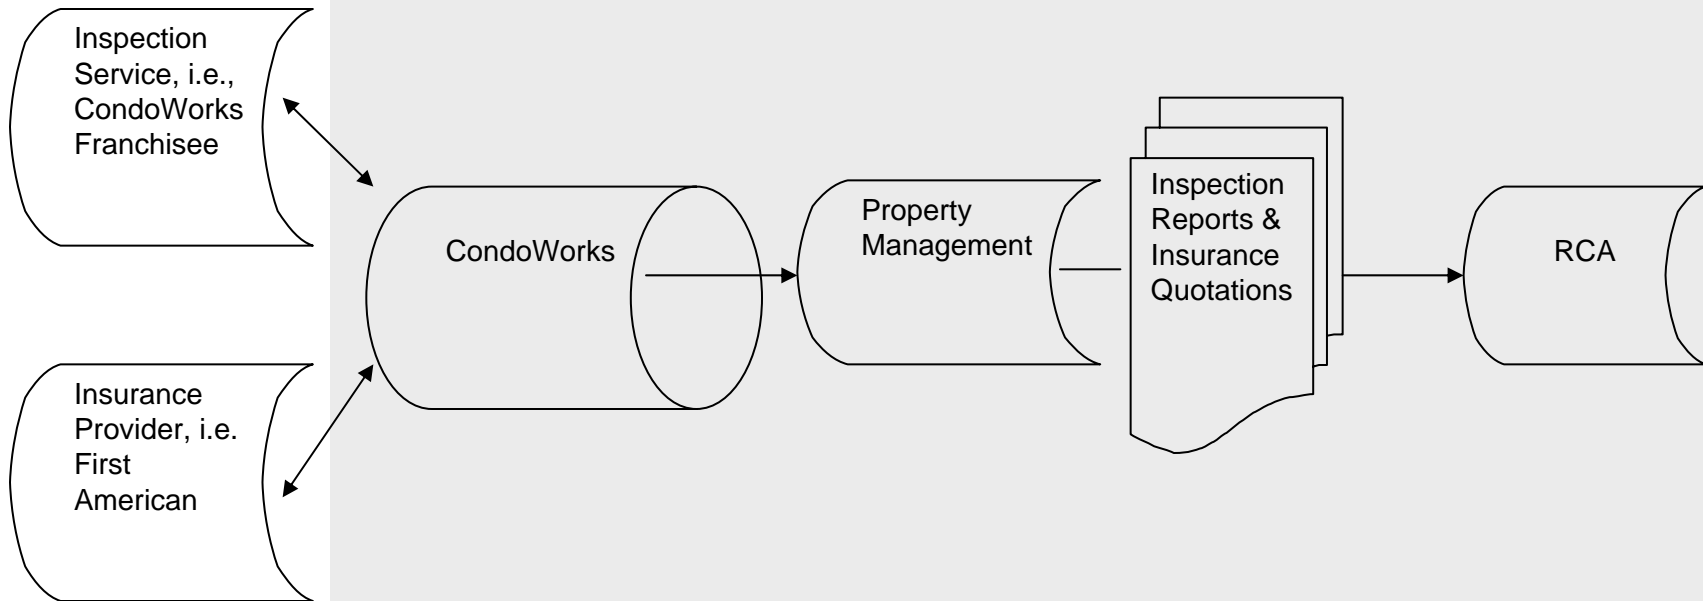 Inspection
Service, i.e.,
CondoWorks
Franchisee
Insurance
Provider, i.e.
First
American
CondoWorks
Property
Management
Inspection
Reports &
Insurance
Quotations
RCA